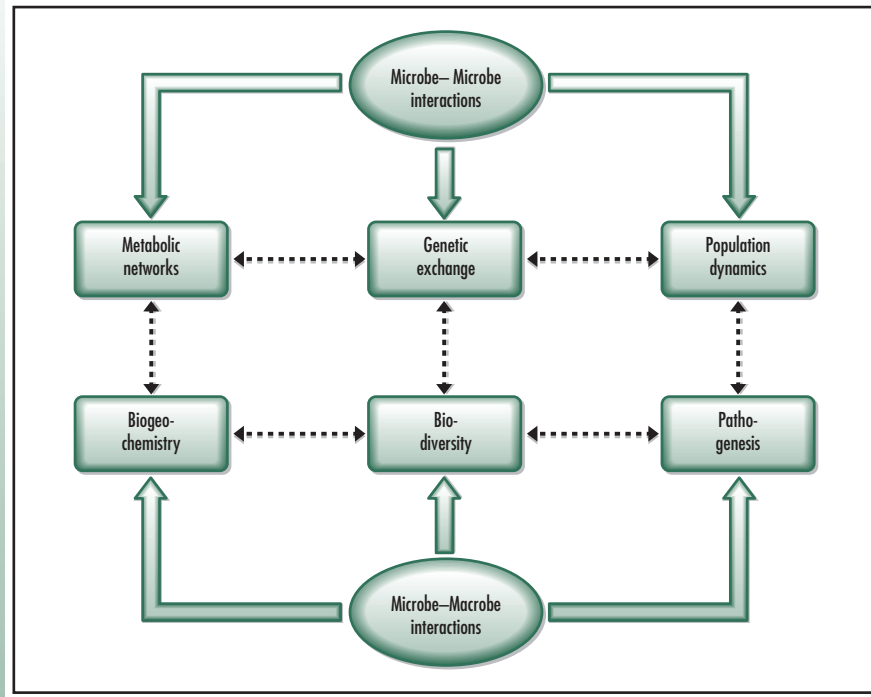 Microbe– Microbe
interactions
Metabolic
networks
Genetic
exchange
Population
dynamics
Biogeo-
chemistry
Bio-
diversity
Patho-
genesis
Microbe–Macrobe
interactions